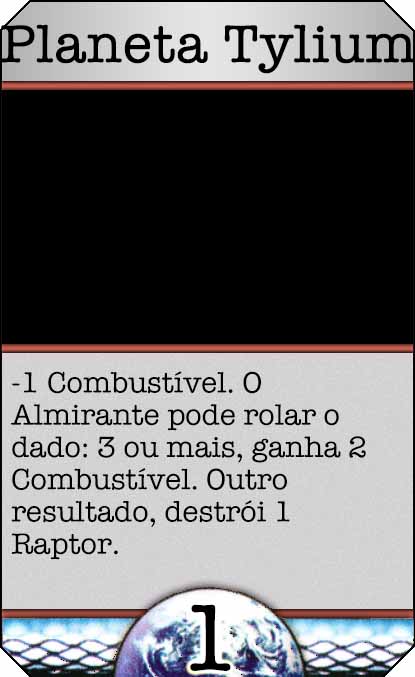 Planeta Tylium
-1 Combustível. O
Almirante pode rolar o
dado: 3 ou mais, ganha 2
Combustível. Outro
resultado, destrói 1
Raptor.
1